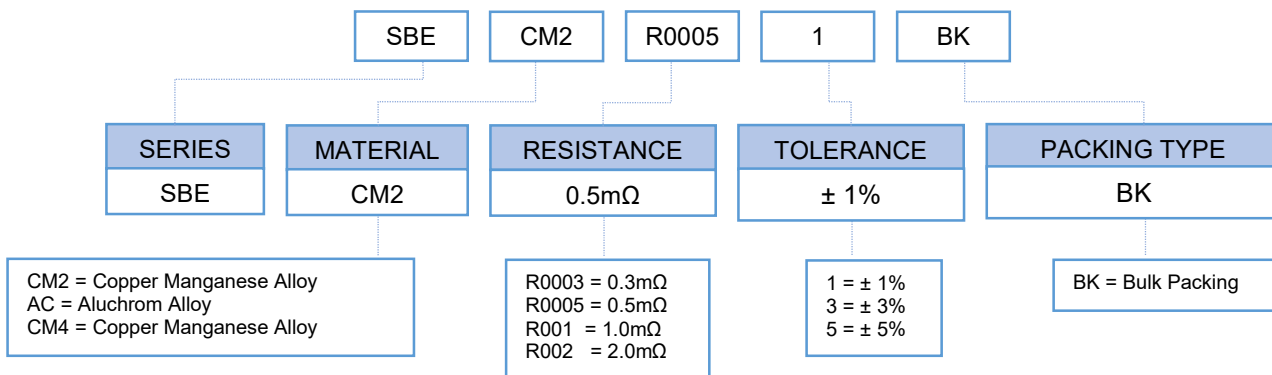 SBE CM2 R0005 1 BK
SERIES MATERIAL RESISTANCE TOLERANCE PACKING TYPE
SBE CM2 0.5mΩ ± 1% BK
CM2 = Copper Manganese Alloy
AC = Aluchrom Alloy
CM4 = Copper Manganese Alloy
R0003 = 0.3mΩ
R0005 = 0.5mΩ
R001 = 1.0mΩ
R002 = 2.0mΩ
1 = ± 1%
3 = ± 3%
5 = ± 5%
BK = Bulk Packing